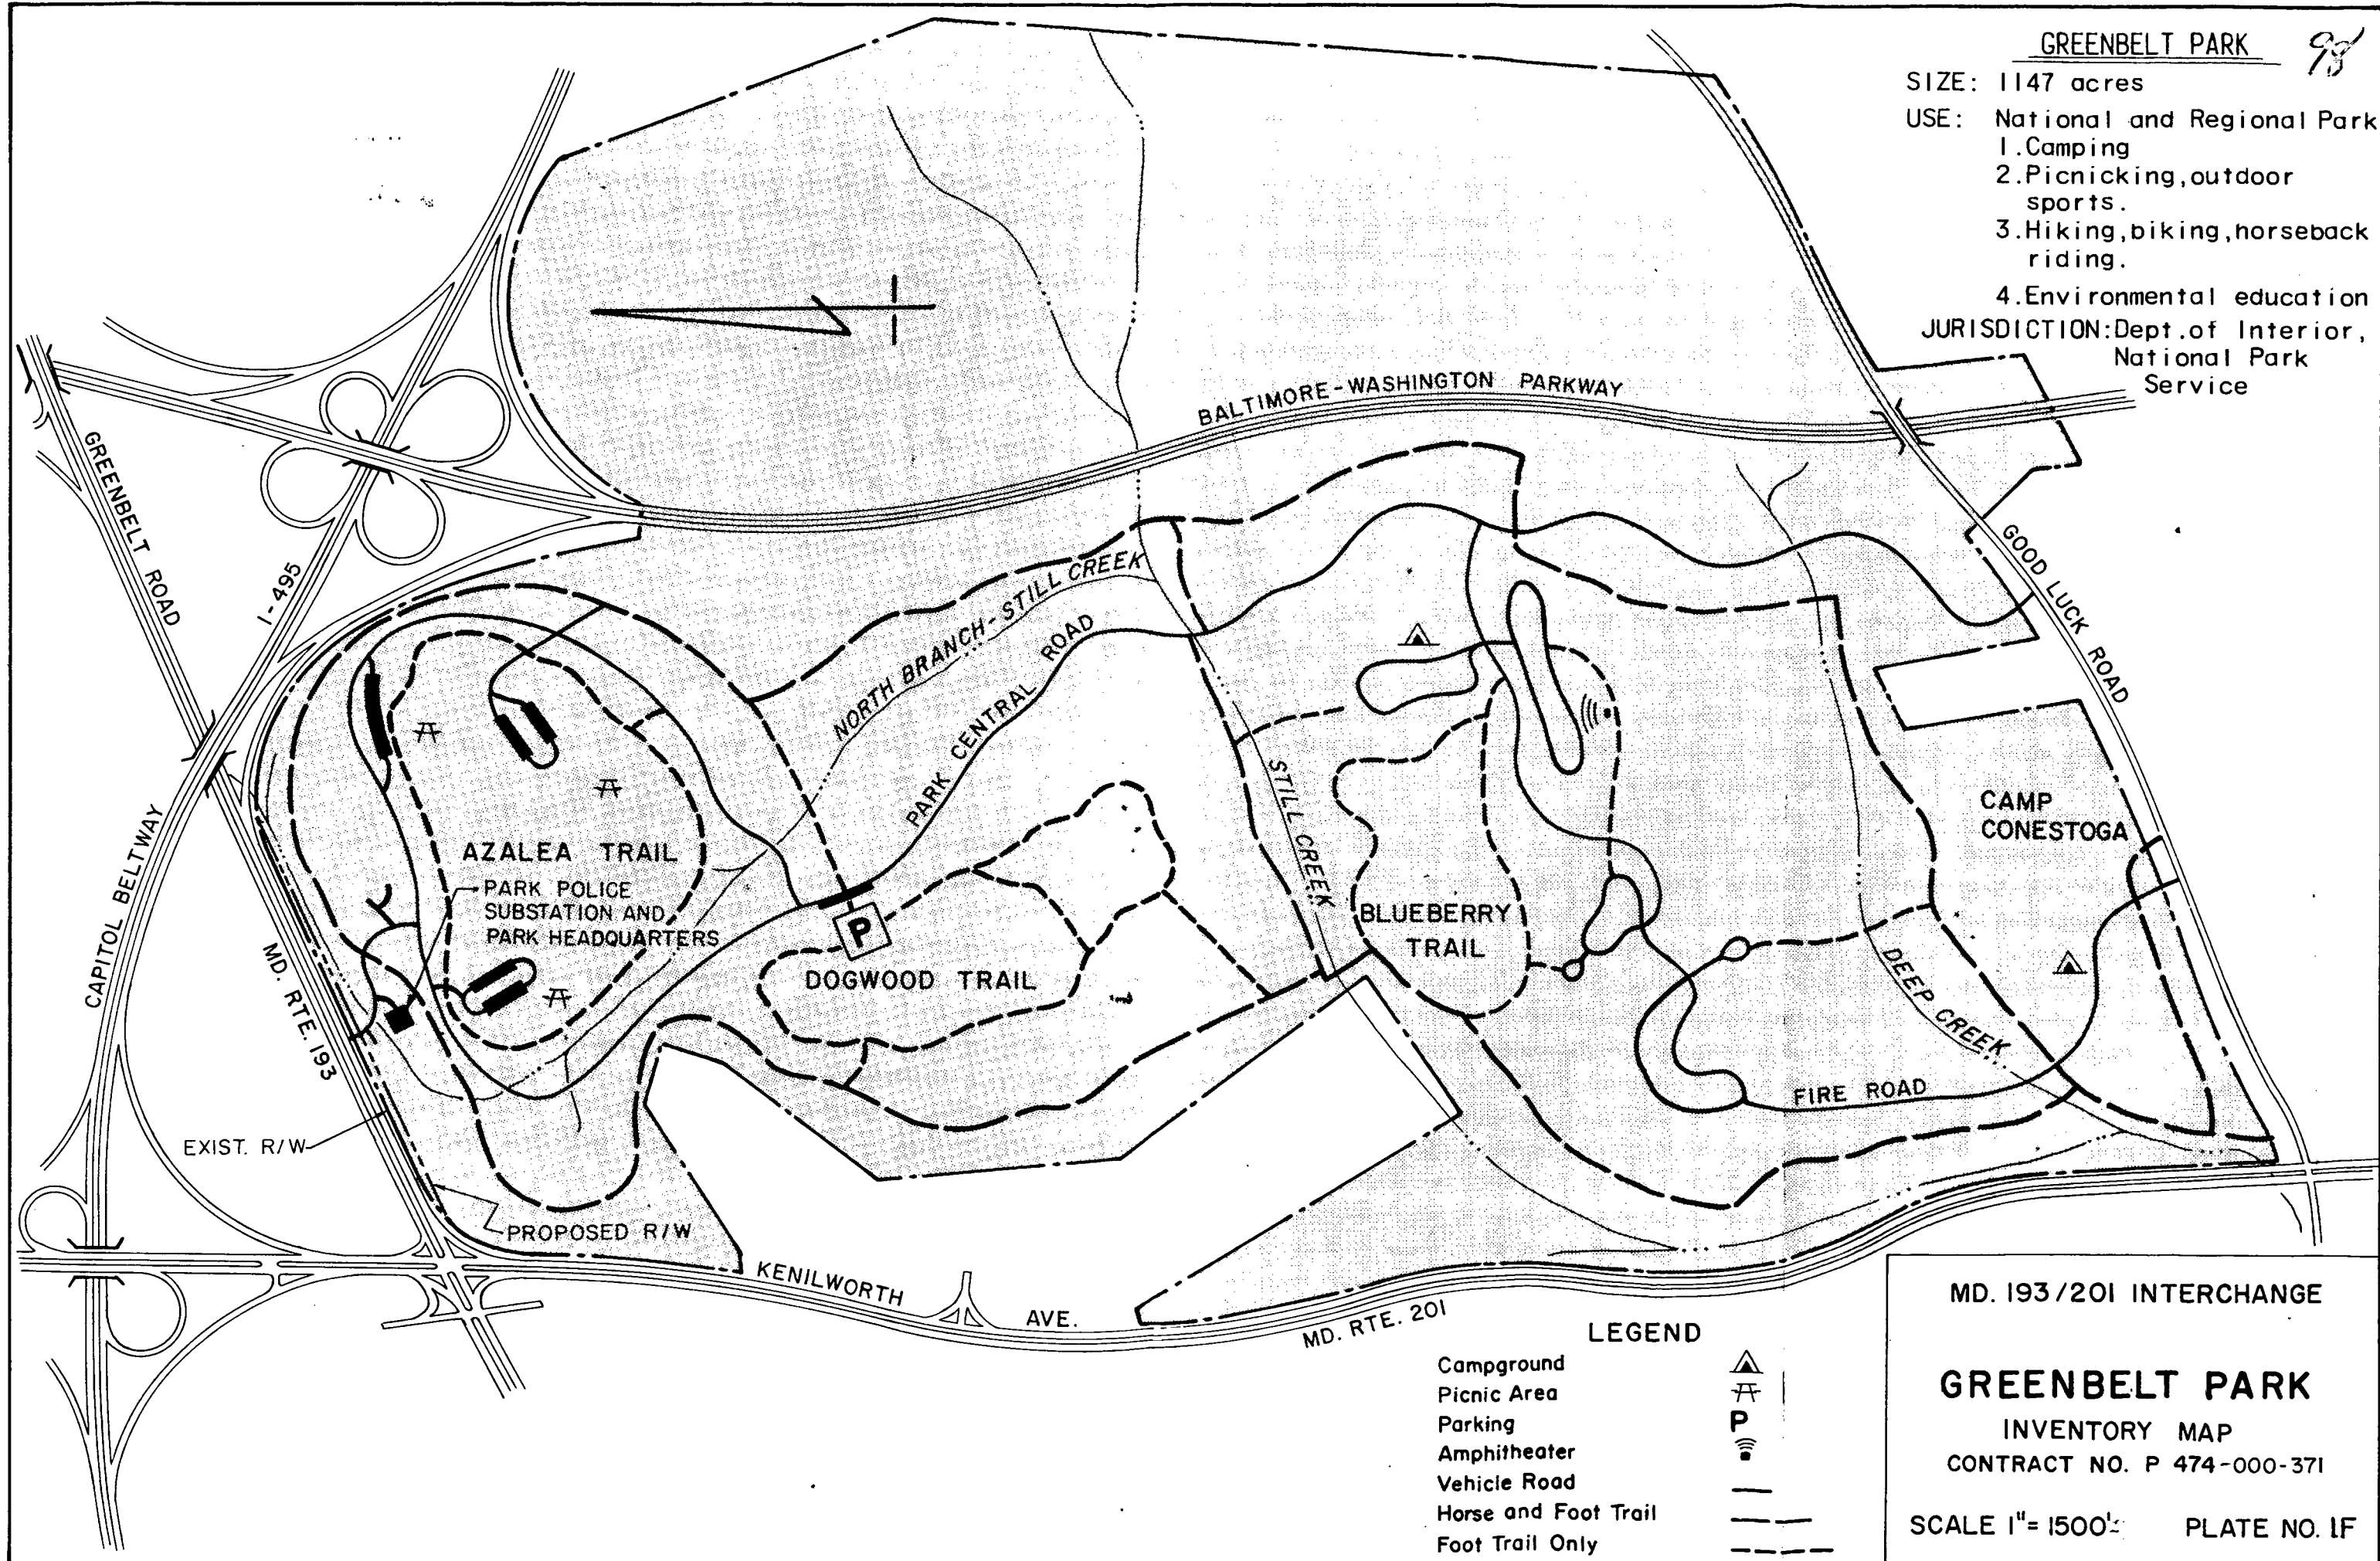 GREENBELT PARK
98
SIZE: 1147 acres
USE: National and Regional Park
1.Camping
2.Picnicking,outdoor
sports.
3.Hiking,biking,horseback
riding.
4.Environmental education
JURISDICTION:Dept.of Interior,
National Park
Service
BALTIMORE-WASHINGTON PARKWAY
GREENBELT ROAD
I-495
GOOD LUCK ROAD
NORTH BRANCH-STILL CREEK
PARK CENTRAL ROAD
STILL CREEK
CAPITOL BELTWAY
MD. RTE. 193
AZALEA TRAIL
PARK POLICE
SUBSTATION AND
PARK HEADQUARTERS
P
DOGWOOD TRAIL
BLUEBERRY
TRAIL
CAMP
CONESTOGA
DEEP CREEK
FIRE ROAD
EXIST. R/W
PROPOSED R/W
KENILWORTH AVE.
MD. RTE. 201
LEGEND
Campground
Picnic Area
Parking P
Amphitheater
Vehicle Road
Horse and Foot Trail
Foot Trail Only
MD. 193/201 INTERCHANGE
GREENBELT PARK
INVENTORY MAP
CONTRACT NO. P 474-000-371
SCALE 1"= 1500'± PLATE NO. 1F